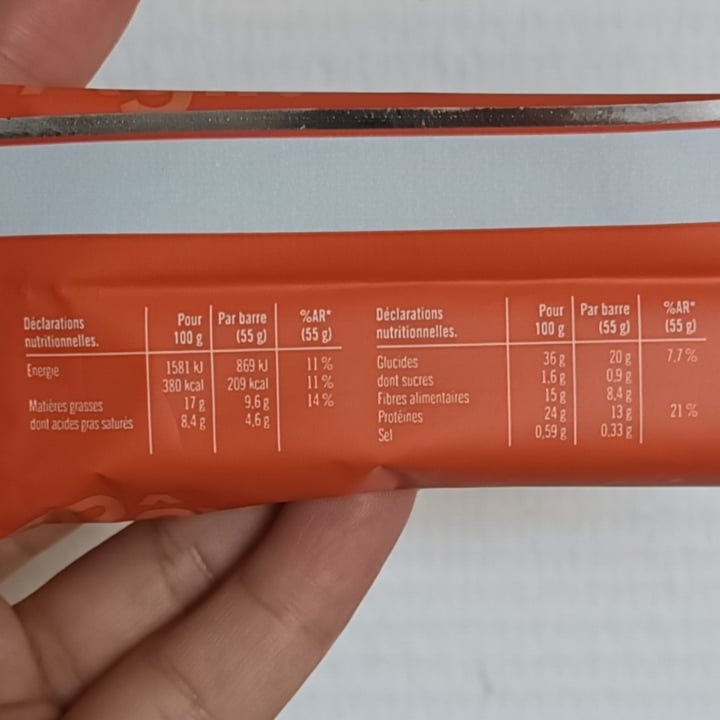 Déclarations nutritionnelles. Pour 100 g Par barre (55 g) %AR* (55 g)
Energie 1581 kJ 869 kJ 11 %
380 kcal 209 kcal 11 %
Matières grasses 17 g 9,6 g 14 %
dont acides gras saturés 8,4 g 4,6 g
Déclarations nutritionnelles. Pour 100 g Par barre (55 g) %AR* (55 g)
Glucides 36 g 20 g 7,7 %
dont sucres 1,6 g 0,9 g
Fibres alimentaires 15 g 8,4 g
Protéines 24 g 13 g 21 %
Sel 0,59 g 0,33 g